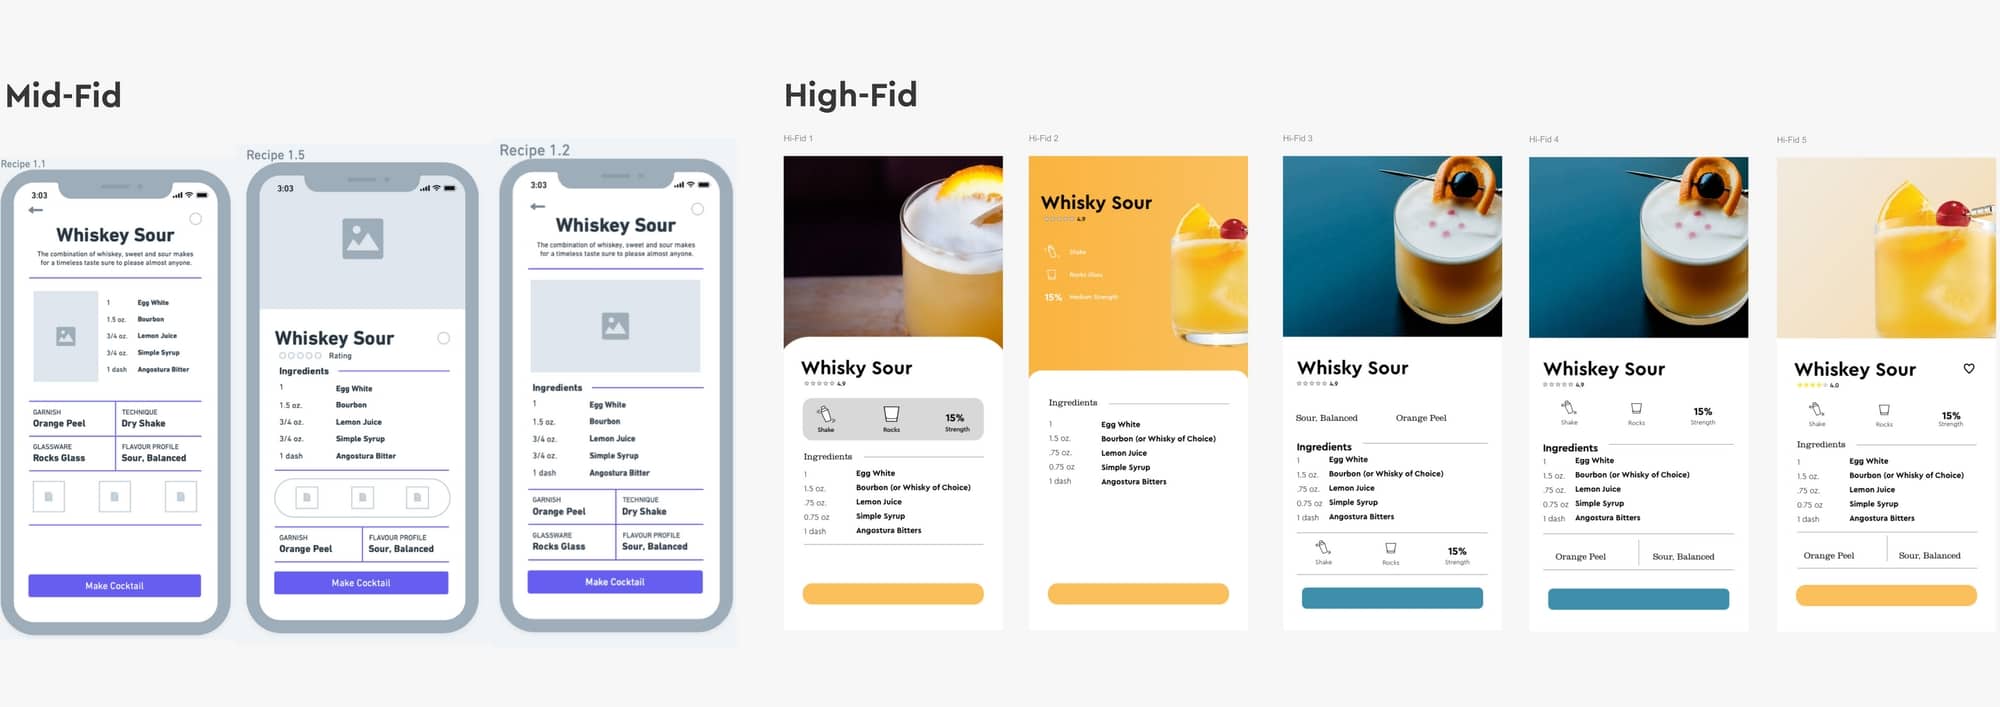 Mid-Fid
Recipe 1.1
3:03
Whiskey Sour
The combination of whiskey, sweet and sour makes
for a timeless taste sure to please almost anyone.
1 Egg White
1.5 oz. Bourbon
3/4 oz. Lemon Juice
3/4 oz. Simple Syrup
1 dash Angostura Bitter
GARNISH TECHNIQUE
Orange Peel Dry Shake
GLASSWARE FLAVOUR PROFILE
Rocks Glass Sour, Balanced
Make Cocktail
Recipe 1.5
3:03
Whiskey Sour
Rating
Ingredients
1 Egg White
1.5 oz. Bourbon
3/4 oz. Lemon Juice
3/4 oz. Simple Syrup
1 dash Angostura Bitter
GARNISH FLAVOUR PROFILE
Orange Peel Sour, Balanced
Make Cocktail
Recipe 1.2
3:03
Whiskey Sour
The combination of whiskey, sweet and sour makes
for a timeless taste sure to please almost anyone.
Ingredients
1 Egg White
1.5 oz. Bourbon
3/4 oz. Lemon Juice
3/4 oz. Simple Syrup
1 dash Angostura Bitter
GARNISH TECHNIQUE
Orange Peel Dry Shake
GLASSWARE FLAVOUR PROFILE
Rocks Glass Sour, Balanced
Make Cocktail
High-Fid
Hi-Fid 1
Whisky Sour
4.9
15%
Shake Rocks Strength
Ingredients
1 Egg White
1.5 oz. Bourbon (or Whisky of Choice)
.75 oz. Lemon Juice
0.75 oz Simple Syrup
1 dash Angostura Bitters
Hi-Fid 2
Whisky Sour
4.9
Shake
Rocks Glass
15% Medium Strength
Ingredients
1 Egg White
1.5 oz. Bourbon (or Whisky of Choice)
.75 oz. Lemon Juice
0.75 oz Simple Syrup
1 dash Angostura Bitters
Hi-Fid 3
Whisky Sour
4.9
Sour, Balanced Orange Peel
Ingredients
1 Egg White
1.5 oz. Bourbon (or Whisky of Choice)
.75 oz. Lemon Juice
0.75 oz Simple Syrup
1 dash Angostura Bitters
15%
Shake Rocks Strength
Hi-Fid 4
Whiskey Sour
4.9
15%
Shake Rocks Strength
Ingredients
1 Egg White
1.5 oz. Bourbon (or Whisky of Choice)
.75 oz. Lemon Juice
0.75 oz Simple Syrup
1 dash Angostura Bitters
Orange Peel Sour, Balanced
Hi-Fid 5
Whiskey Sour
4.0
15%
Shake Rocks Strength
Ingredients
1 Egg White
1.5 oz. Bourbon (or Whisky of Choice)
.75 oz. Lemon Juice
0.75 oz Simple Syrup
1 dash Angostura Bitters
Orange Peel Sour, Balanced